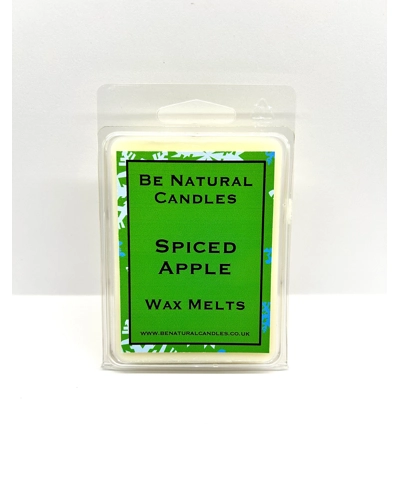 Be Natural
Candles
Spiced
Apple
Wax Melts
www.benaturalcandles.co.uk